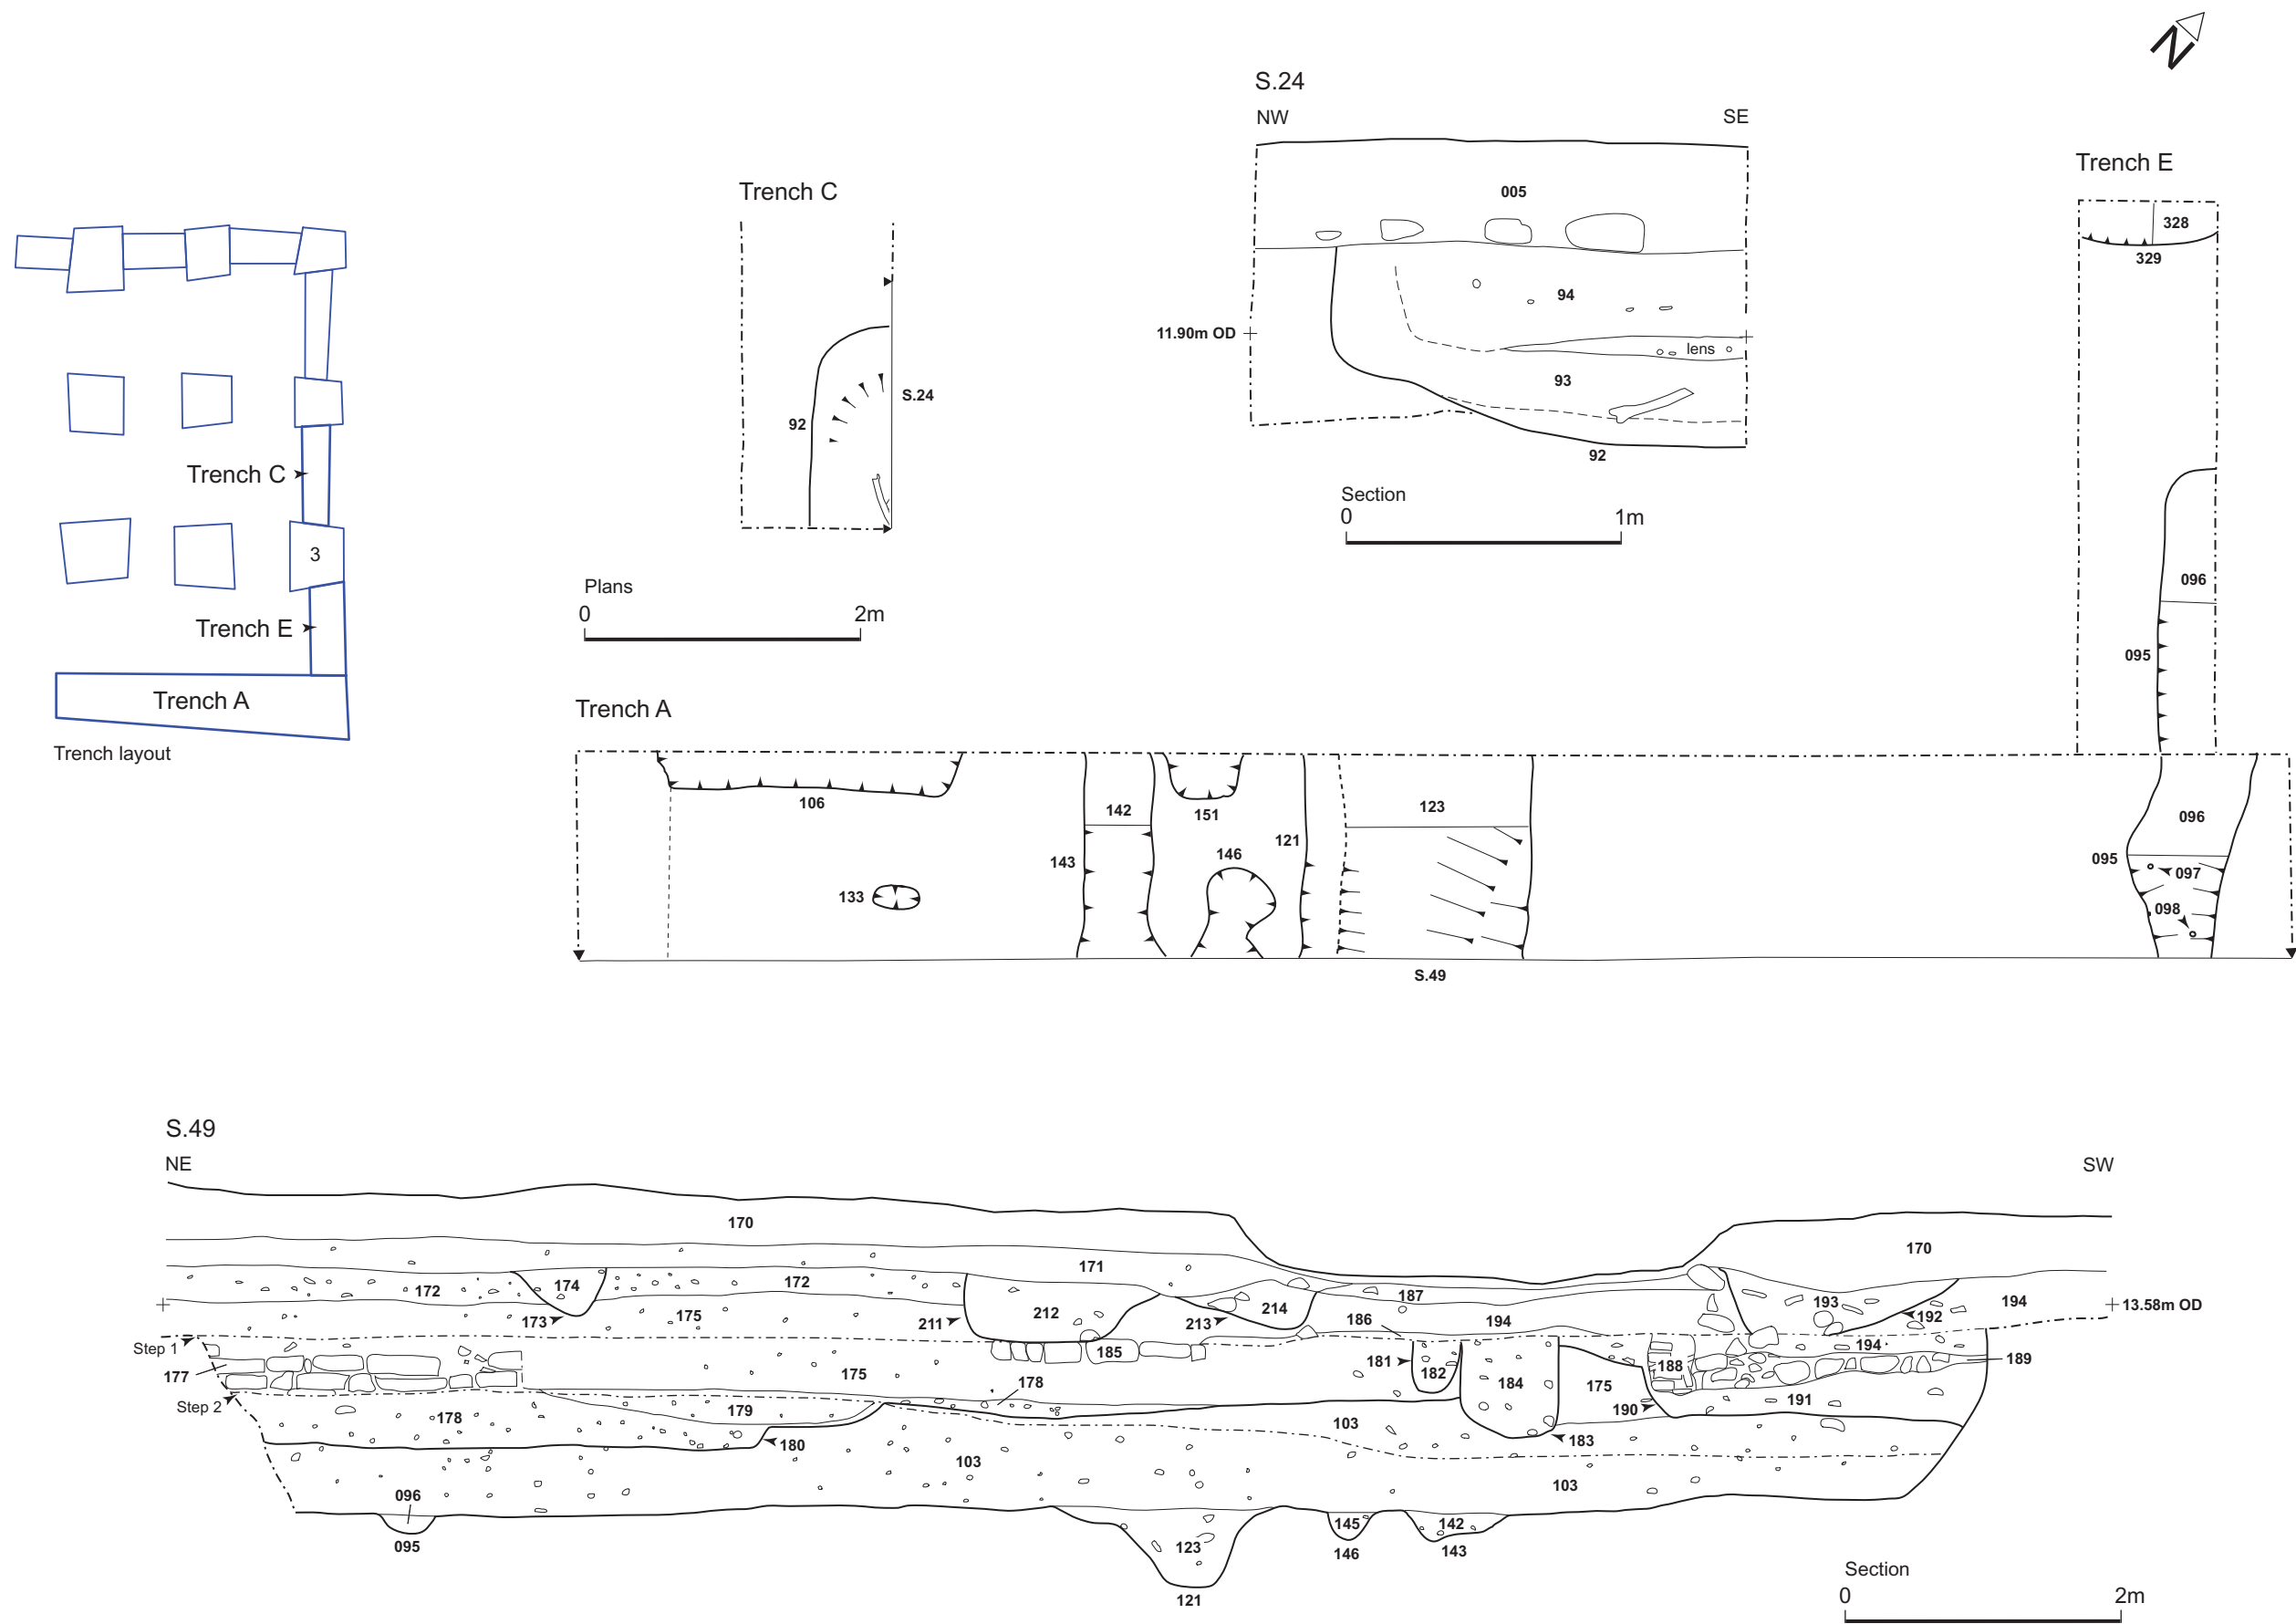 N
S.24
NW SE
005
94
11.90m OD
lens
93
92
Section
0 1m
Trench C
92
S.24
Plans
0 2m
Trench E
328
329
096
095
Trench C
3
Trench E
Trench A
Trench layout
Trench A
106
133
142
143
151
146
121
123
096
095
097
098
S.49
S.49
NE SW
170
170
171
172
174
172
187
193
194
13.58m OD
173
175
211
212
213
214
186
194
192
Step 1
177
185
181
182
188
194
189
175
178
184
175
191
Step 2
178
179
103
190
180
183
103
103
096
095
123
121
145
146
142
143
Section
0 2m